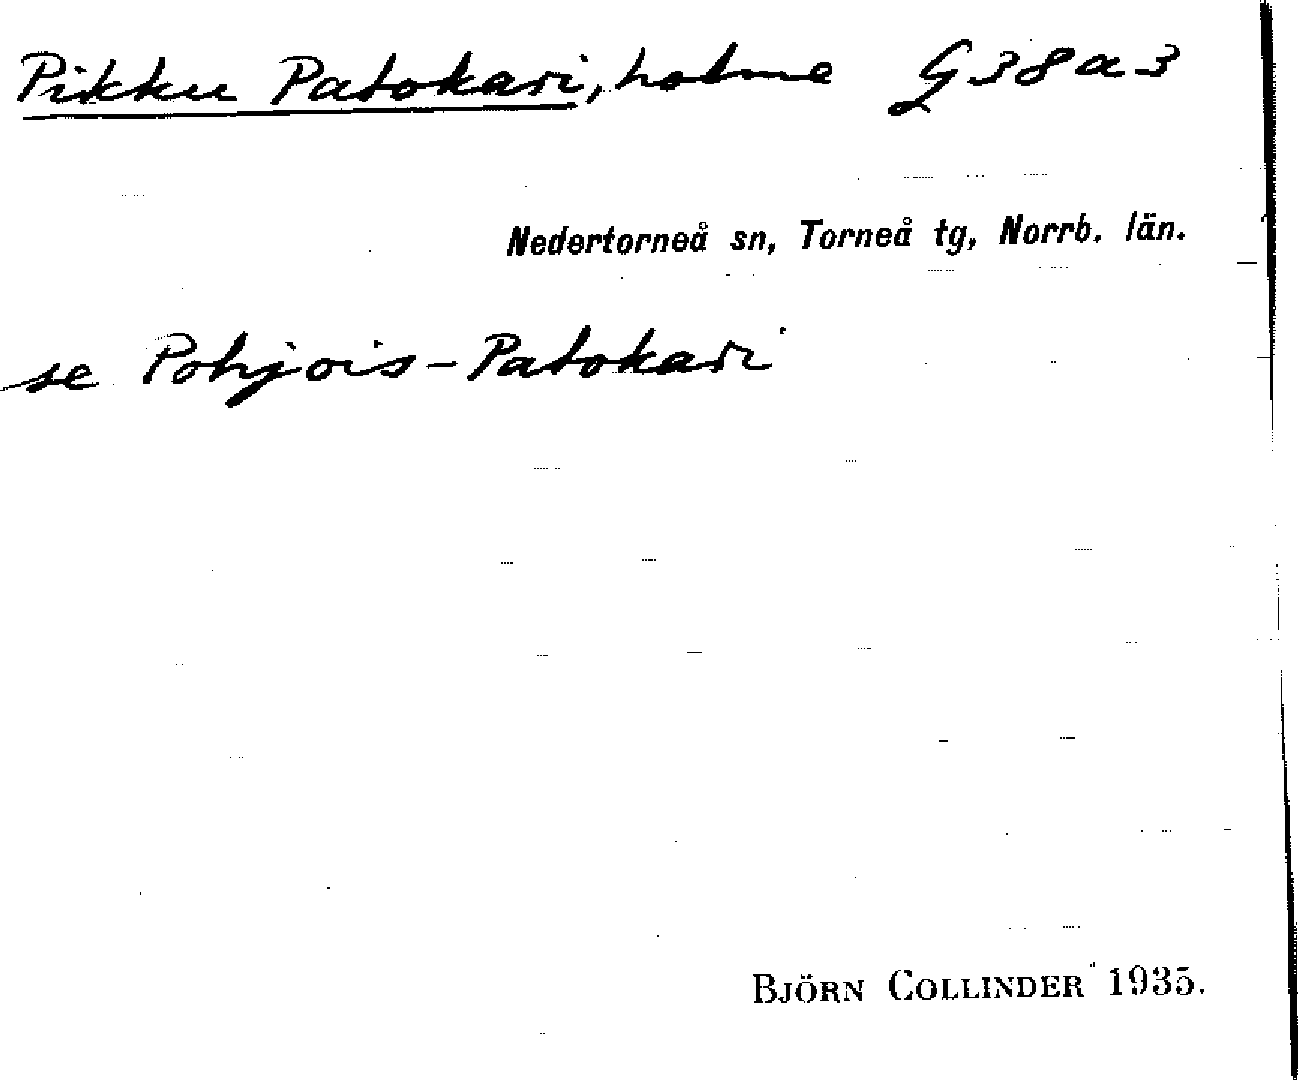 Pikku Patokari, holme G 38 a 3
Nedertorneå sn, Torneå tg, Norrb. län.
se Pohjois-Patokari
BJÖRN COLLINDER 1935.